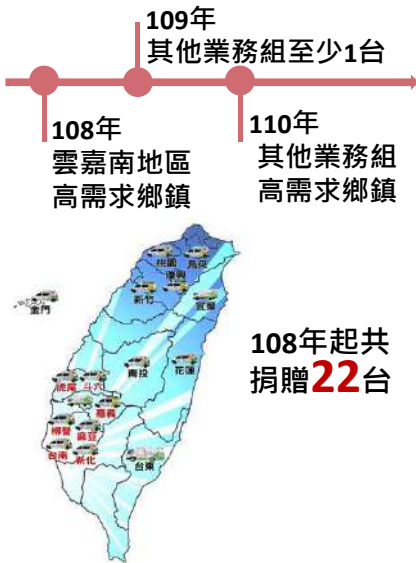 109年
其他業務組至少1台
108年
雲嘉南地區
高需求鄉鎮
110年
其他業務組
高需求鄉鎮
桃園
烏來
復興
新竹
宜蘭
金門
108年起共
捐贈22台
南投
花蓮
虎尾
斗六
嘉義
柳營
麻豆
台南
新化
台東